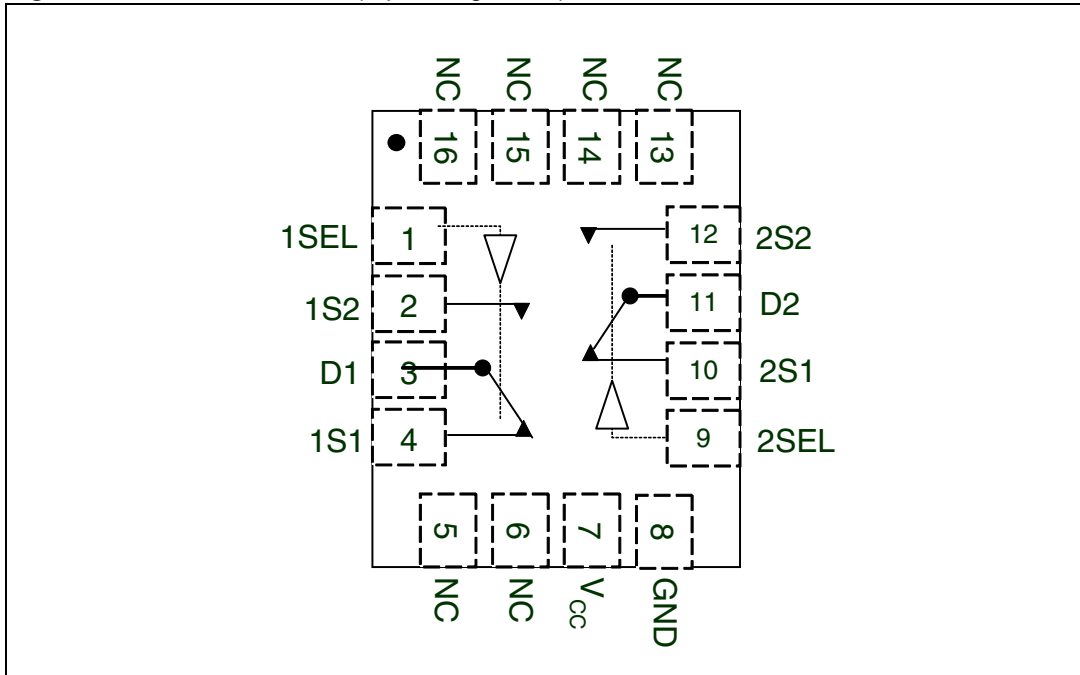 NC NC NC NC
16 15 14 13
1SEL 1 12 2S2
1S2 2 11 D2
D1 3 10 2S1
1S1 4 9 2SEL
5 6 7 8
NC NC VCC GND